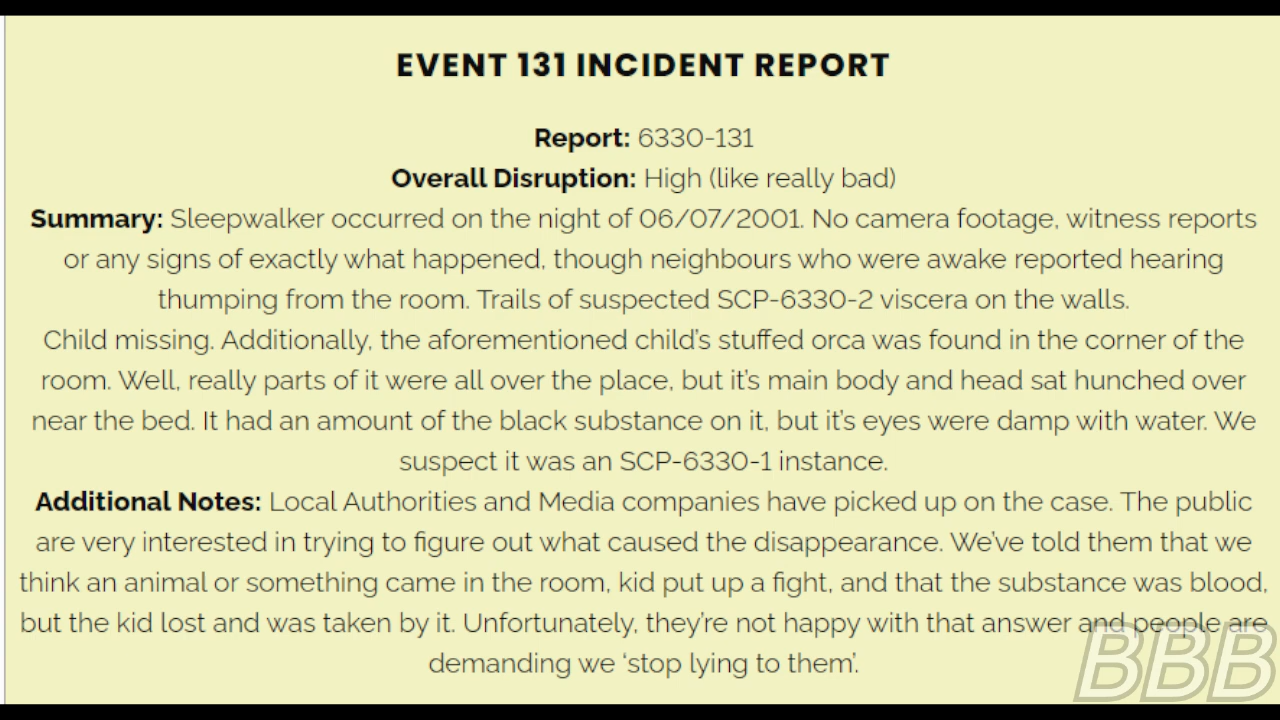 EVENT 131 INCIDENT REPORT
Report: 6330-131
Overall Disruption: High (like really bad)
Summary: Sleepwalker occurred on the night of 06/07/2001. No camera footage, witness reports
or any signs of exactly what happened, though neighbours who were awake reported hearing
thumping from the room. Trails of suspected SCP-6330-2 viscera on the walls.
Child missing. Additionally, the aforementioned child's stuffed orca was found in the corner of the
room. Well, really parts of it were all over the place, but it's main body and head sat hunched over
near the bed. It had an amount of the black substance on it, but it's eyes were damp with water. We
suspect it was an SCP-6330-1 instance.
Additional Notes: Local Authorities and Media companies have picked up on the case. The public
are very interested in trying to figure out what caused the disappearance. We've told them that we
think an animal or something came in the room, kid put up a fight, and that the substance was blood,
but the kid lost and was taken by it. Unfortunately, they're not happy with that answer and people are
demanding we 'stop lying to them'.
BBB